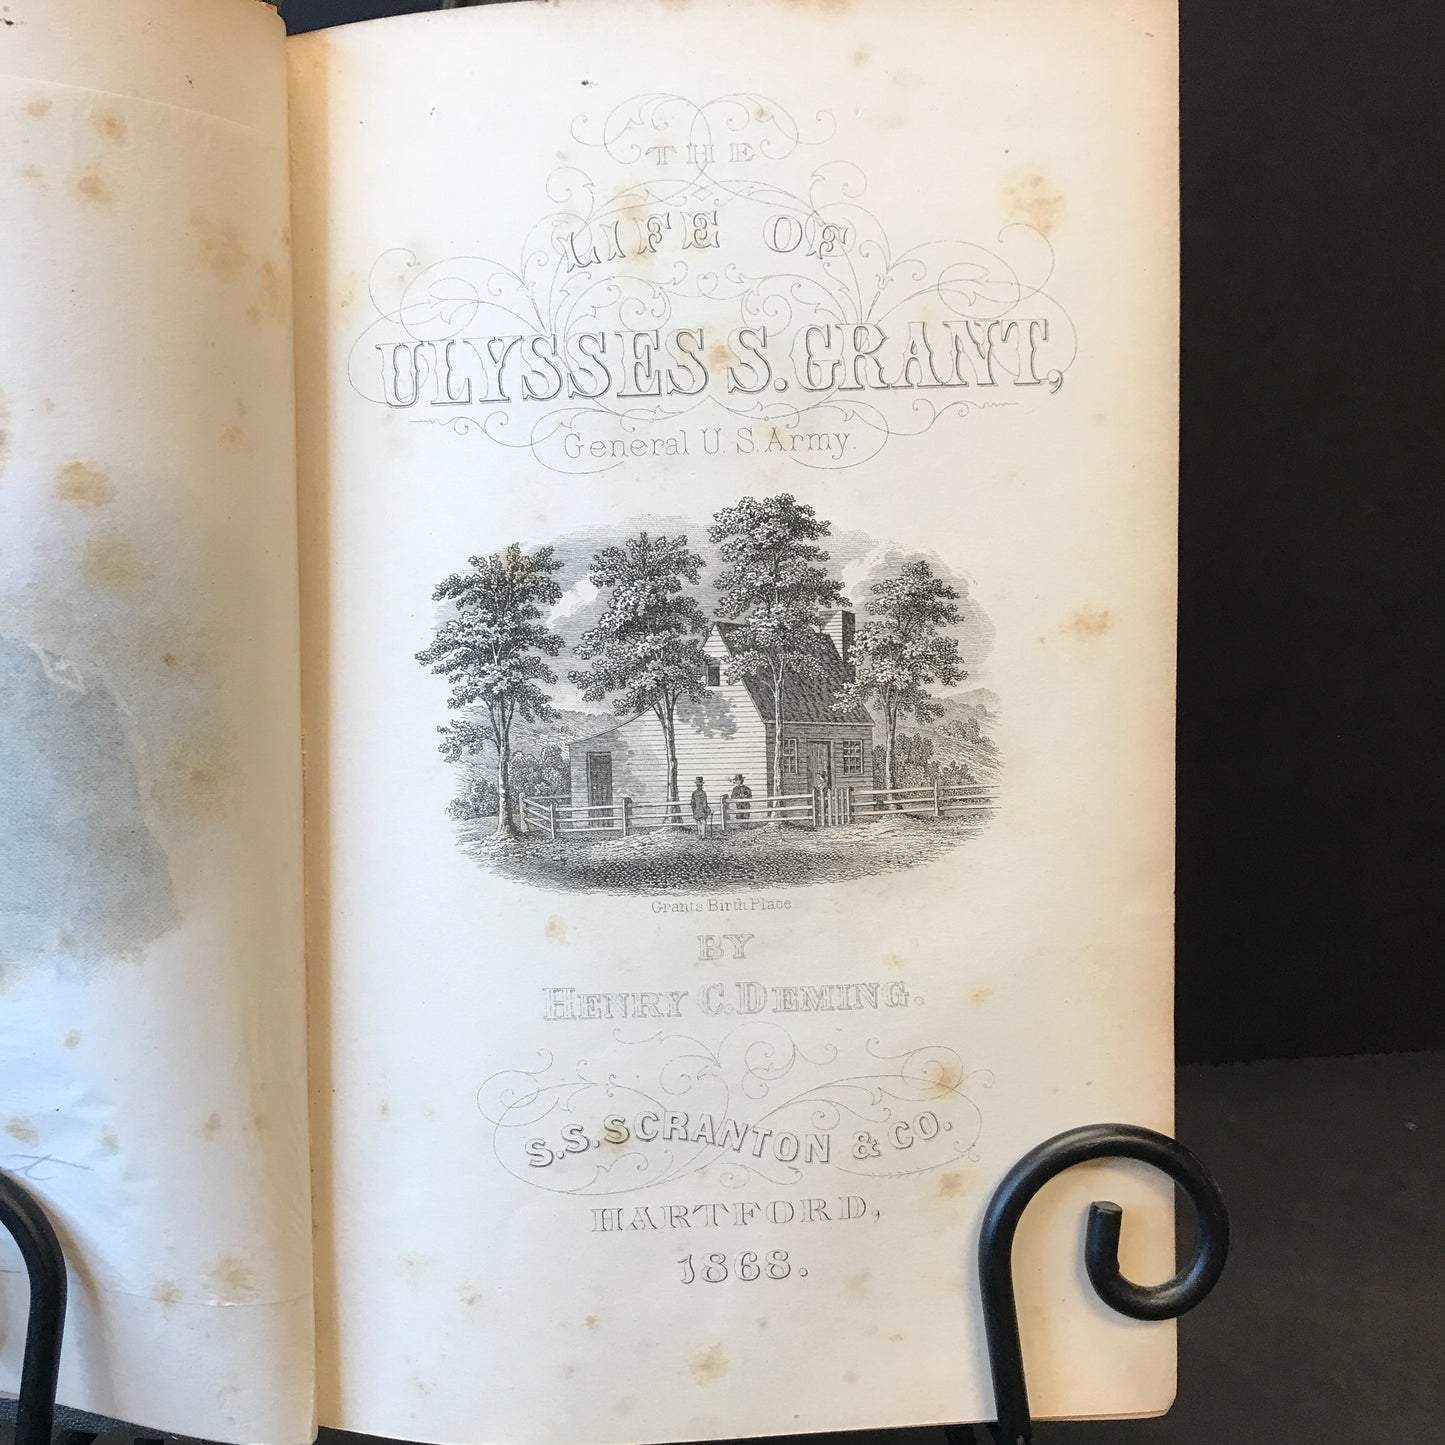 THE
LIFE OF
ULYSSES S. GRANT,
General U. S. Army.
Grants Birth Place
BY
HENRY C. DEMING.
S. S. SCRANTON & CO.
HARTFORD,
1868.